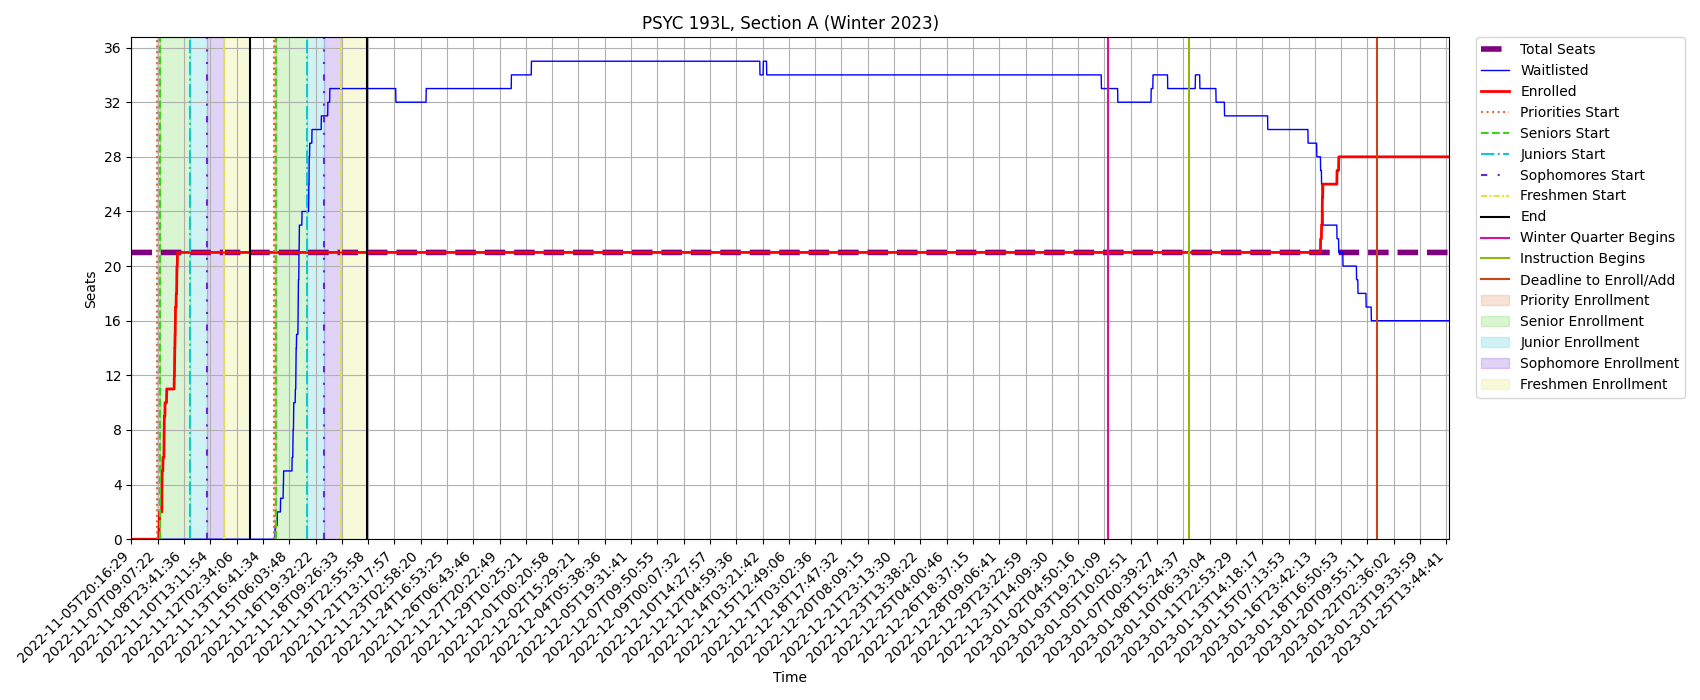 PSYC 193L, Section A (Winter 2023)
36
32
28
24
20
16
12
8
4
0
Seats
2022-11-05T20:16:29
2022-11-07T09:07:22
2022-11-08T23:41:36
2022-11-10T13:11:54
2022-11-12T02:34:06
2022-11-13T16:41:34
2022-11-15T06:03:48
2022-11-16T19:32:22
2022-11-18T09:26:33
2022-11-19T22:55:58
2022-11-21T13:17:57
2022-11-23T02:58:20
2022-11-24T16:53:25
2022-11-26T06:43:46
2022-11-27T20:22:49
2022-11-29T10:25:21
2022-12-01T00:20:58
2022-12-02T15:29:21
2022-12-04T05:38:36
2022-12-05T19:31:41
2022-12-07T09:50:55
2022-12-09T00:07:32
2022-12-10T14:27:57
2022-12-12T04:59:36
2022-12-14T03:21:42
2022-12-15T12:49:06
2022-12-17T03:02:36
2022-12-18T17:47:32
2022-12-20T08:09:15
2022-12-21T23:13:30
2022-12-23T13:38:22
2022-12-25T04:00:46
2022-12-26T18:37:15
2022-12-28T09:06:41
2022-12-29T23:22:59
2022-12-31T14:09:30
2023-01-02T04:50:16
2023-01-03T19:21:09
2023-01-05T10:02:51
2023-01-07T00:39:27
2023-01-08T15:24:37
2023-01-10T06:33:04
2023-01-11T22:53:29
2023-01-13T14:18:17
2023-01-15T07:13:53
2023-01-16T23:42:13
2023-01-18T16:50:53
2023-01-20T09:55:11
2023-01-22T02:36:02
2023-01-23T19:33:59
2023-01-25T13:44:41
Time
Total Seats
Waitlisted
Enrolled
Priorities Start
Seniors Start
Juniors Start
Sophomores Start
Freshmen Start
End
Winter Quarter Begins
Instruction Begins
Deadline to Enroll/Add
Priority Enrollment
Senior Enrollment
Junior Enrollment
Sophomore Enrollment
Freshmen Enrollment